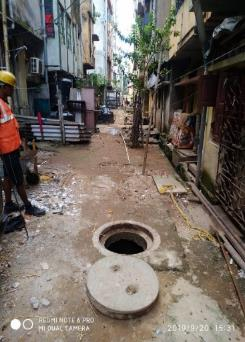 REDMI NOTE 6 PRO
MI DUAL CAMERA
2019/9/20 15:31